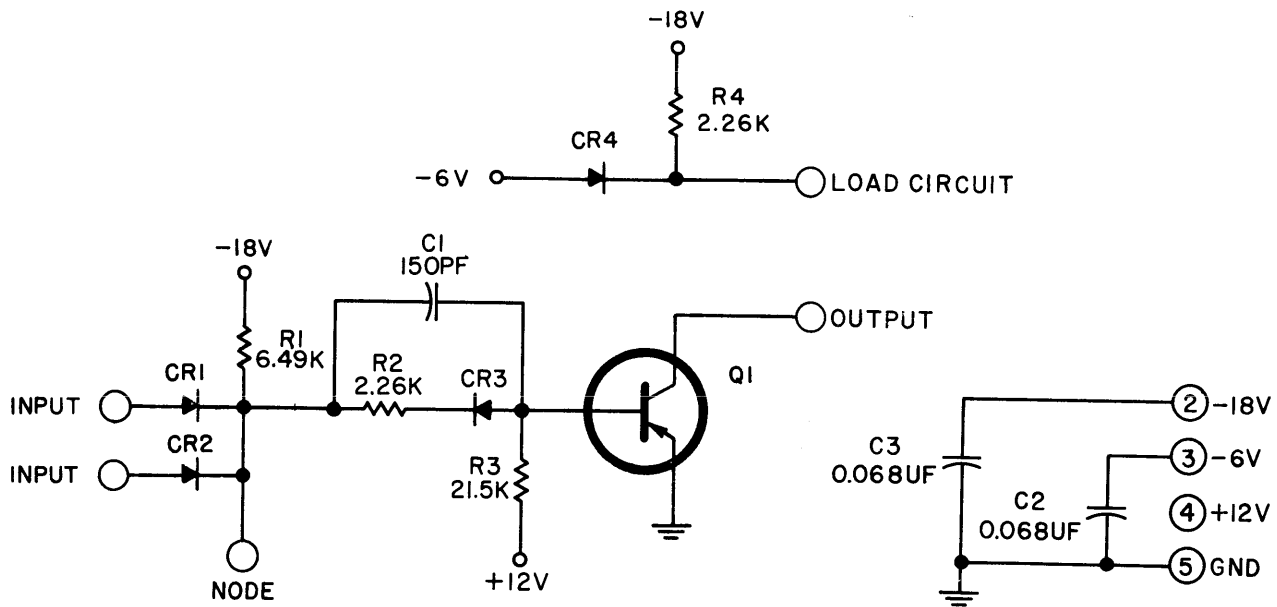 -18V
R4
2.26K
CR4
-6V
LOAD CIRCUIT
-18V
C1
150PF
R1
6.49K
R2
2.26K
CR3
CR1
INPUT
CR2
INPUT
NODE
R3
21.5K
+12V
OUTPUT
Q1
C3
0.068UF
C2
0.068UF
2 -18V
3 -6V
4 +12V
5 GND